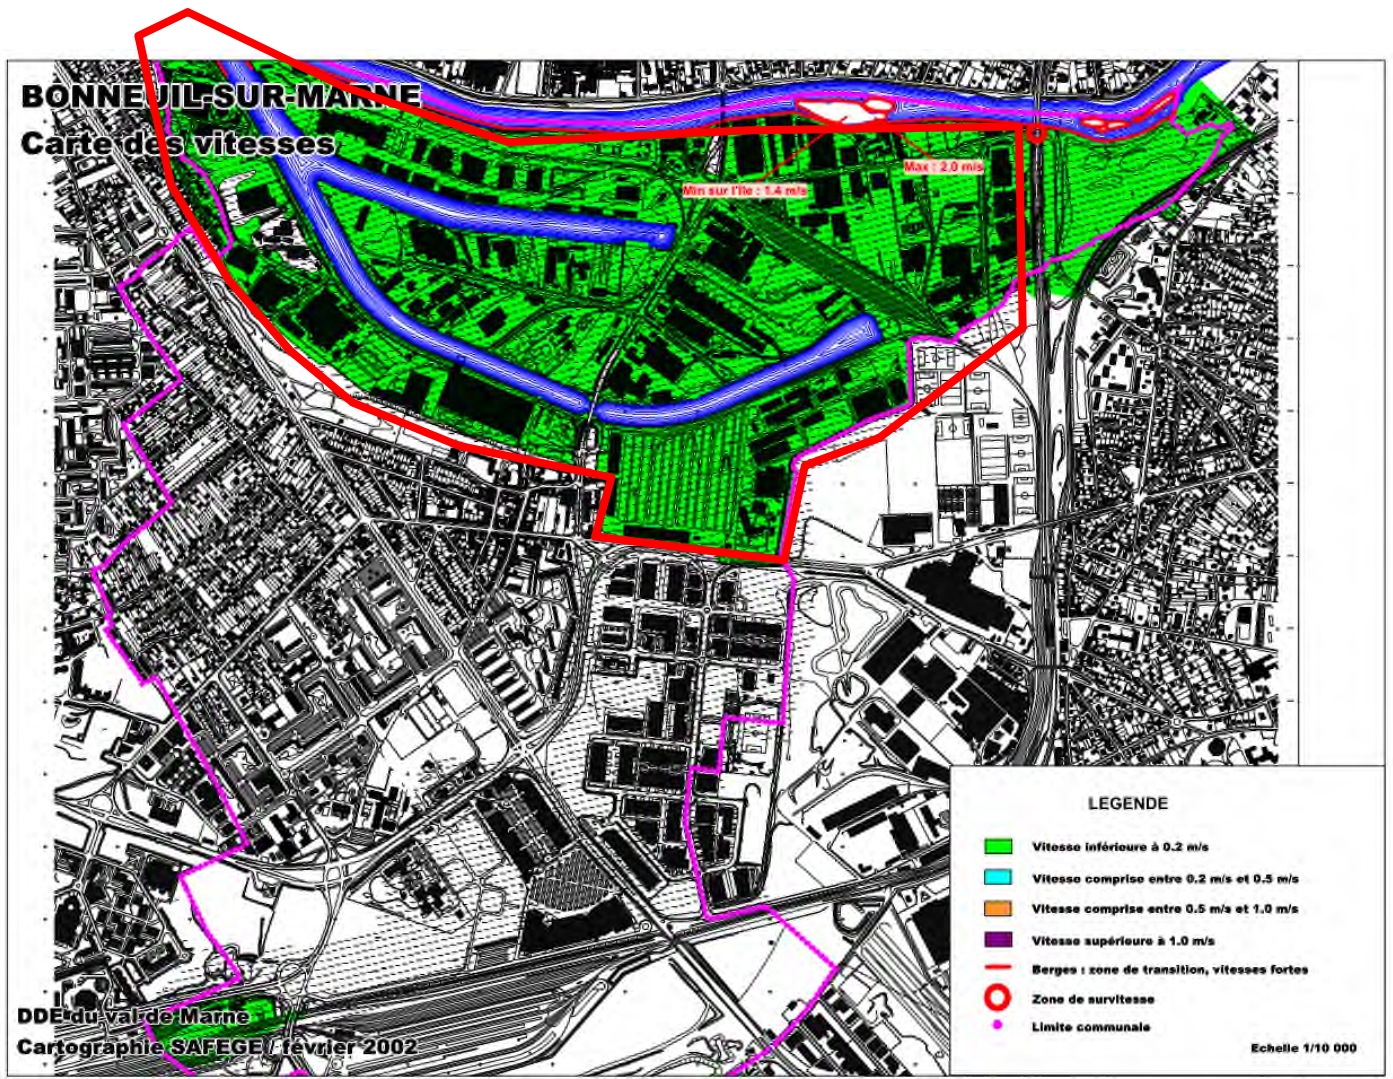 BONNEUIL-SUR-MARNE
Carte des vitesses
Max : 2.0 m/s
Min sur l'île : 1.4 m/s
LEGENDE
Vitesse inférieure à 0.2 m/s
Vitesse comprise entre 0.2 m/s et 0.5 m/s
Vitesse comprise entre 0.5 m/s et 1.0 m/s
Vitesse supérieure à 1.0 m/s
Berges : zone de transition, vitesses fortes
Zone de survitesse
Limite communale
Echelle 1/10 000
DDE du val de Marne
Cartographie SAFEGE / février 2002